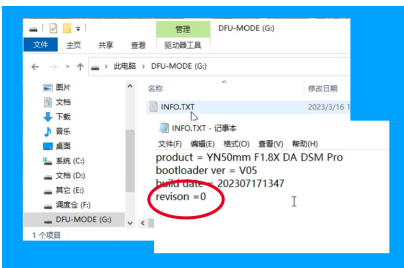 管理
DFU-MODE (G:)
文件
主页
共享
查看
驱动器工具
此电脑 › DFU-MODE (G:)
图片
文档
下载
音乐
桌面
系统 (C:)
文档 (D:)
其它 (E:)
调度仓 (F:)
DFU-MODE (G:)
1 个项目
名称
修改日期
INFO.TXT
2023/3/16 1
INFO.TXT - 记事本
文件(F) 编辑(E) 格式(O) 查看(V) 帮助(H)
product = YN50mm F1.8X DA DSM Pro
bootloader ver = V05
build date = 202307171347
revison =0